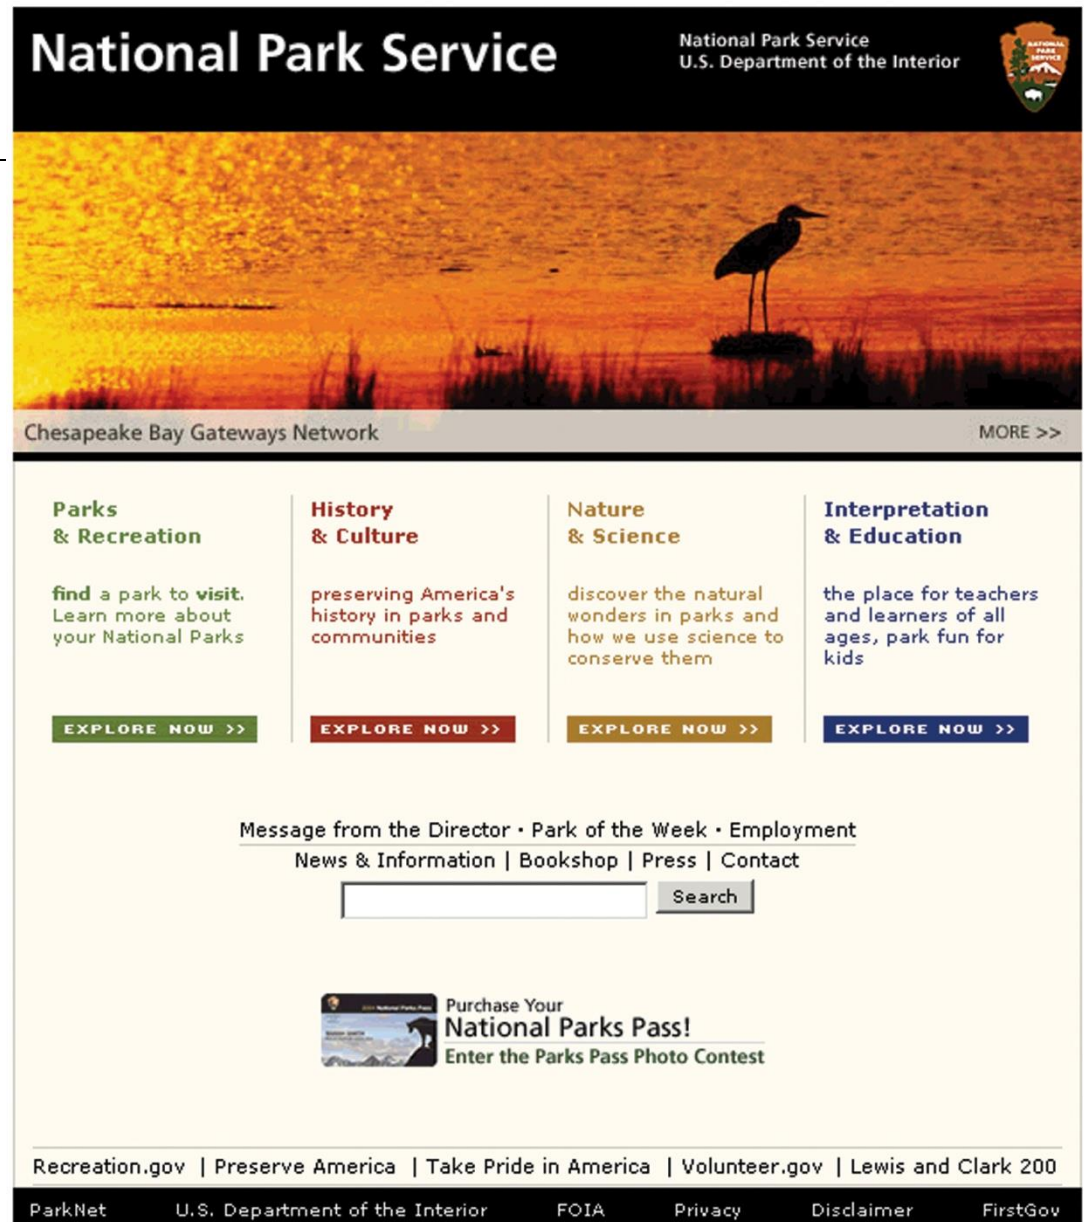 National Park Service
National Park Service
U.S. Department of the Interior
NATIONAL
PARK
SERVICE
Chesapeake Bay Gateways Network
MORE >>
Parks
& Recreation
find a park to visit.
Learn more about
your National Parks
EXPLORE NOW >>
History
& Culture
preserving America's
history in parks and
communities
EXPLORE NOW >>
Nature
& Science
discover the natural
wonders in parks and
how we use science to
conserve them
EXPLORE NOW >>
Interpretation
& Education
the place for teachers
and learners of all
ages, park fun for
kids
EXPLORE NOW >>
Message from the Director · Park of the Week · Employment
News & Information | Bookshop | Press | Contact
Search
Purchase Your
National Parks Pass!
Enter the Parks Pass Photo Contest
Recreation.gov | Preserve America | Take Pride in America | Volunteer.gov | Lewis and Clark 200
ParkNet U.S. Department of the Interior FOIA Privacy Disclaimer FirstGov